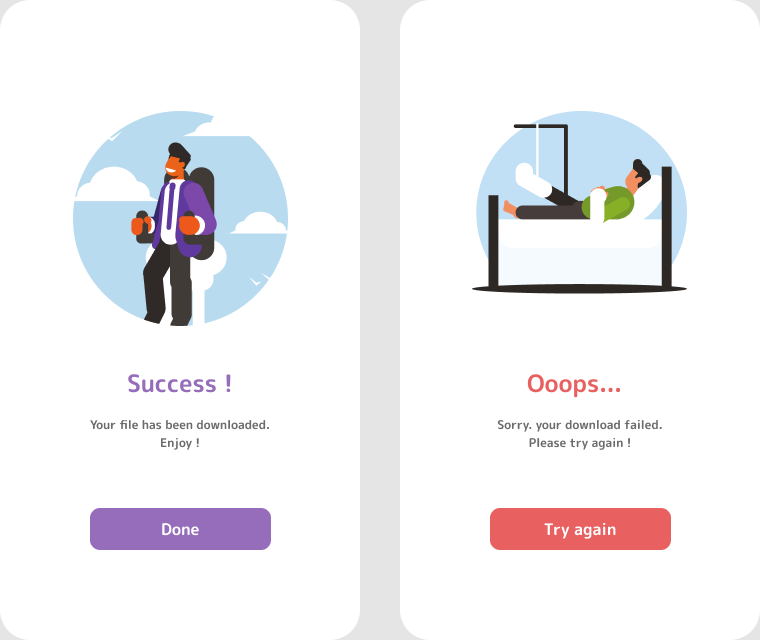 Success !
Your file has been downloaded.
Enjoy !
Done
Ooops...
Sorry. your download failed.
Please try again !
Try again